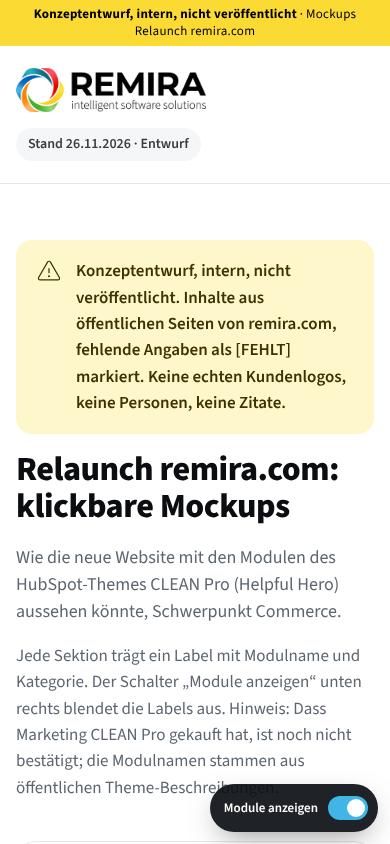 Konzeptentwurf, intern, nicht veröffentlicht · Mockups
Relaunch remira.com
REMIRA
intelligent software solutions
Stand 26.11.2026 · Entwurf
Konzeptentwurf, intern, nicht
veröffentlicht. Inhalte aus
öffentlichen Seiten von remira.com,
fehlende Angaben als [FEHLT]
markiert. Keine echten Kundenlogos,
keine Personen, keine Zitate.
Relaunch remira.com:
klickbare Mockups
Wie die neue Website mit den Modulen des
HubSpot-Themes CLEAN Pro (Helpful Hero)
aussehen könnte, Schwerpunkt Commerce.
Jede Sektion trägt ein Label mit Modulname und
Kategorie. Der Schalter „Module anzeigen“ unten
rechts blendet die Labels aus. Hinweis: Dass
Marketing CLEAN Pro gekauft hat, ist noch nicht
bestätigt; die Modulnamen stammen aus
öffentlichen Theme-Beschreibungen.
Module anzeigen